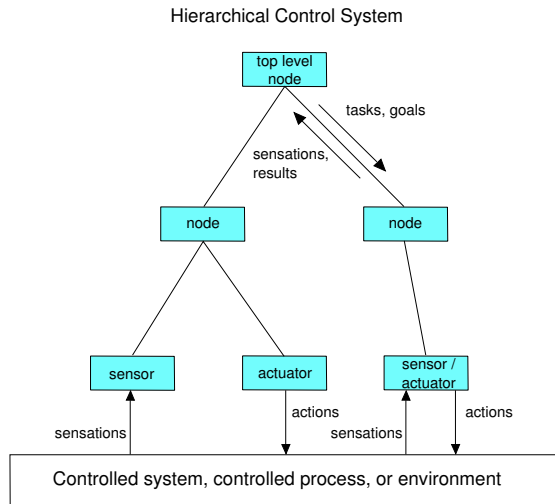 Hierarchical Control System
top level
node
tasks, goals
sensations,
results
node
node
sensor
actuator
sensor /
actuator
sensations
actions
sensations
actions
Controlled system, controlled process, or environment